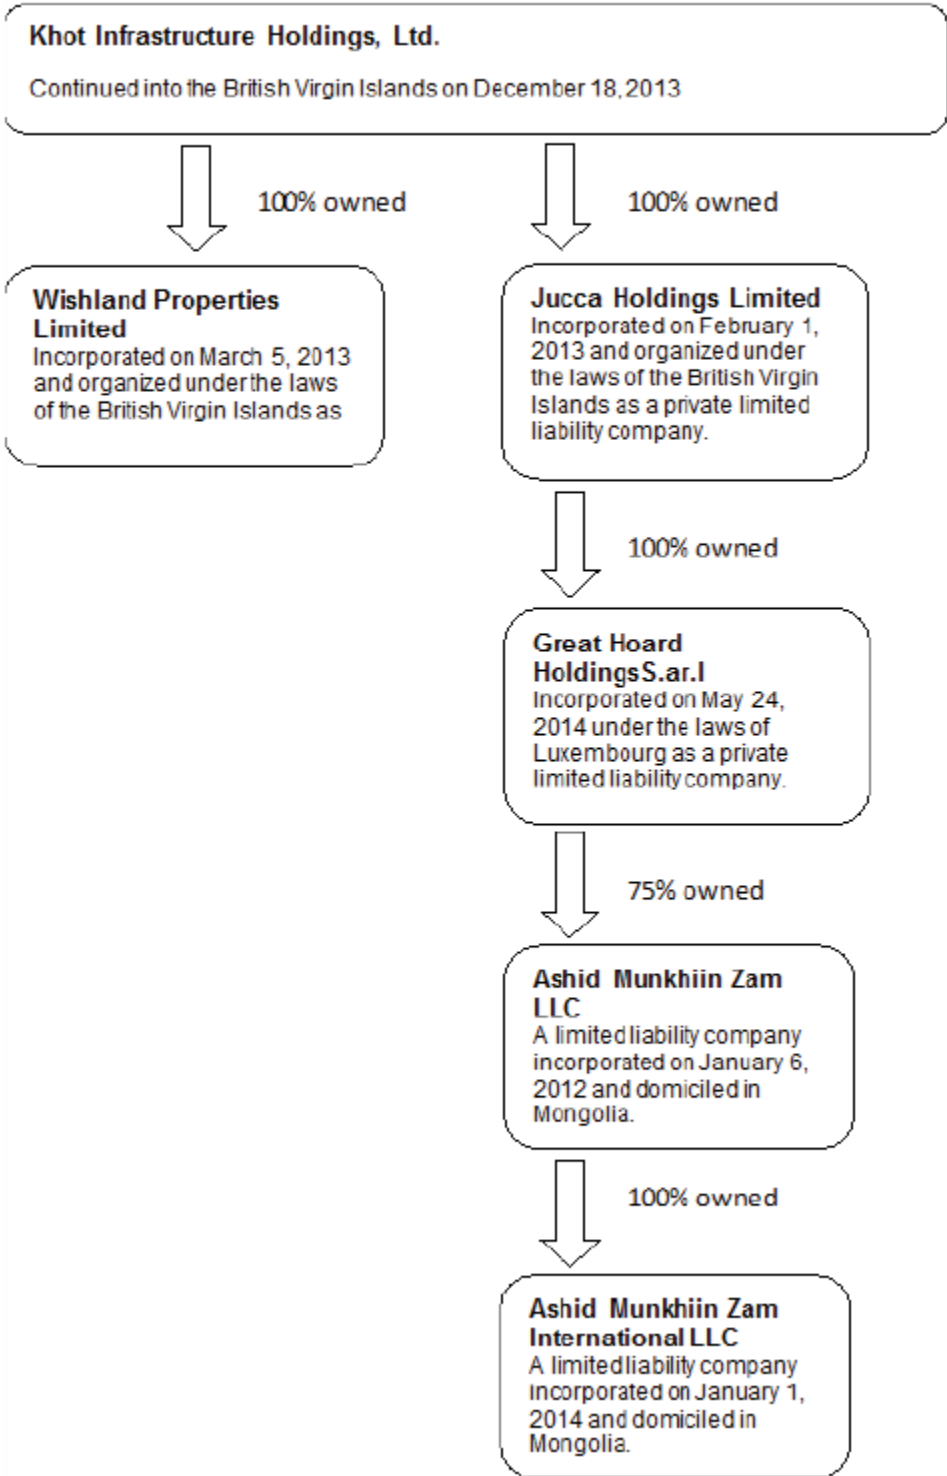 Khot Infrastructure Holdings, Ltd.
Continued into the British Virgin Islands on December 18, 2013
100% owned
100% owned
Wishland Properties
Limited
Incorporated on March 5, 2013
and organized under the laws
of the British Virgin Islands as
Jucca Holdings Limited
Incorporated on February 1,
2013 and organized under
the laws of the British Virgin
Islands as a private limited
liability company.
100% owned
Great Hoard
HoldingsS.ar.l
Incorporated on May 24,
2014 under the laws of
Luxembourg as a private
limited liability company.
75% owned
Ashid Munkhiin Zam
LLC
A limited liability company
incorporated on January 6,
2012 and domiciled in
Mongolia.
100% owned
Ashid Munkhiin Zam
International LLC
A limited liability company
incorporated on January 1,
2014 and domiciled in
Mongolia.